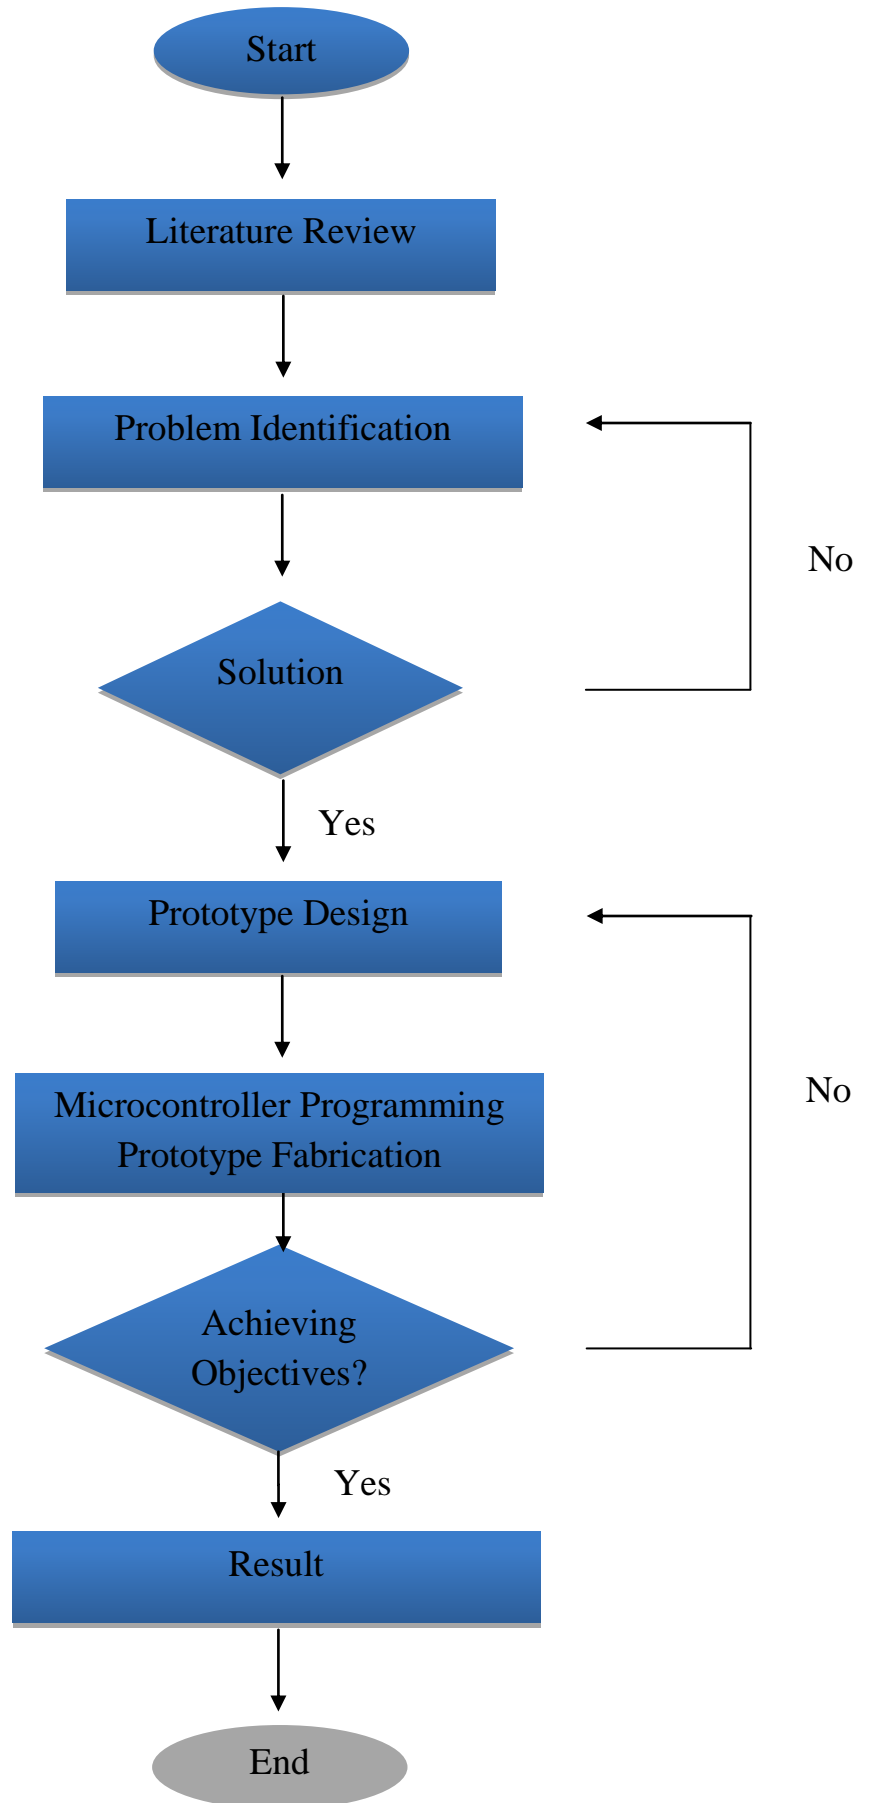 Start
Literature Review
Problem Identification
No
Solution
Yes
Prototype Design
Microcontroller Programming
Prototype Fabrication
No
Achieving
Objectives?
Yes
Result
End